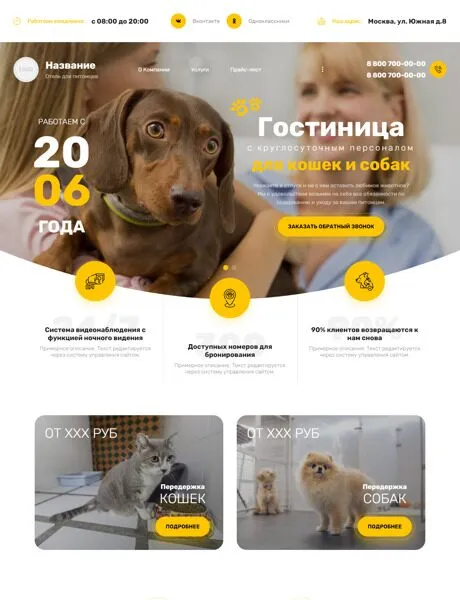 Работаем ежедневно с 08:00 до 20:00
Вконтакте
Одноклассники
Наш адрес: Москва, ул. Южная д.8
Название
Отель для питомцев
О Компании
Услуги
Прайс-лист
8 800 700-00-00
8 800 700-00-00
РАБОТАЕМ С
20
06
ГОДА
Гостиница
с круглосуточным персоналом
для кошек и собак
Уезжаете в отпуск и не с кем оставить любимое животное?
Мы с удовольствием возьмем на себя все обязанности по
содержанию и уходу за вашим питомцем.
ЗАКАЗАТЬ ОБРАТНЫЙ ЗВОНОК
24/7
Система видеонаблюдения с
функцией ночного видения
Примерное описание. Текст редактируется
через систему управления сайтом
Доступных номеров для
бронирования
Примерное описание. Текст редактируется
через систему управления сайтом
90%
90% клиентов возвращаются к
нам снова
Примерное описание. Текст редактируется
через систему управления сайтом
ОТ XXX РУБ
Передержка
КОШЕК
ПОДРОБНЕЕ
ОТ XXX РУБ
Передержка
СОБАК
ПОДРОБНЕЕ